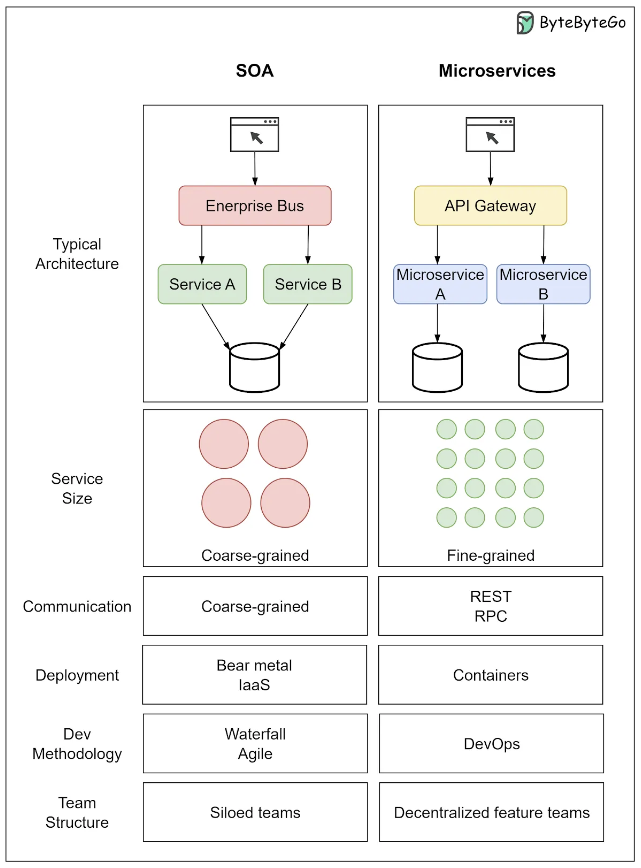 ByteByteGo
SOA
Microservices
Typical
Architecture
Enerprise Bus
Service A
Service B
API Gateway
Microservice
A
Microservice
B
Service
Size
Coarse-grained
Fine-grained
Communication
Coarse-grained
REST
RPC
Deployment
Bear metal
IaaS
Containers
Dev
Methodology
Waterfall
Agile
DevOps
Team
Structure
Siloed teams
Decentralized feature teams